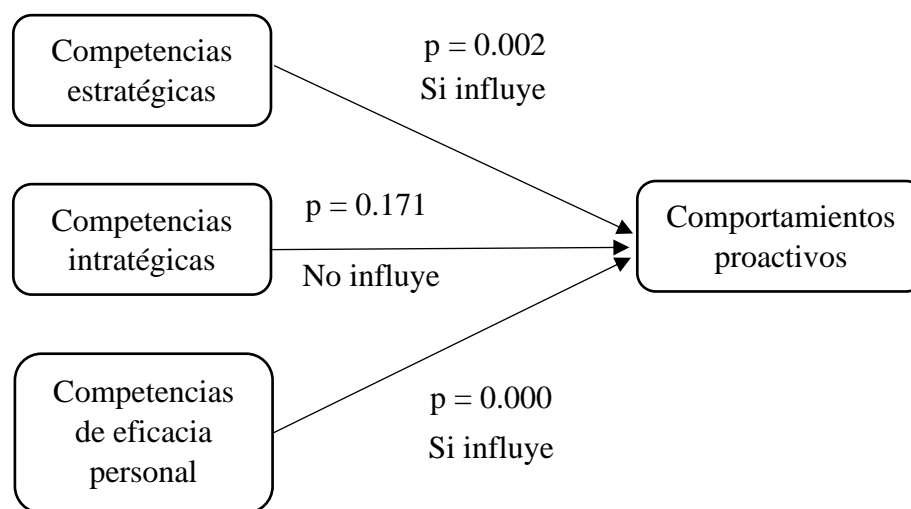 Competencias
estratégicas
p = 0.002
Si influye
Competencias
intratégicas
p = 0.171
No influye
Comportamientos
proactivos
Competencias
de eficacia
personal
p = 0.000
Si influye